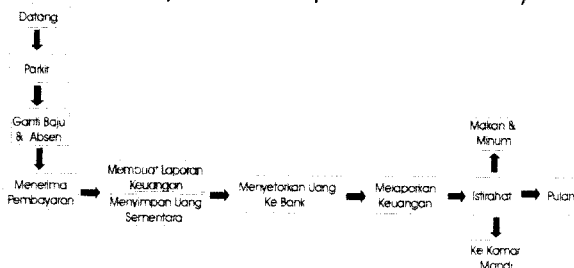 Datang
Parkir
Ganti Baju
& Absen
Menerima
Pembayaran
Membuat Laporan
Keuangan
Menyimpan Uang
Sementara
Menyetorkan Uang
Ke Bank
Melaporkan
Keuangan
Makan &
Minum
Istirahat
Pulan
Ke Kamar
Mandi